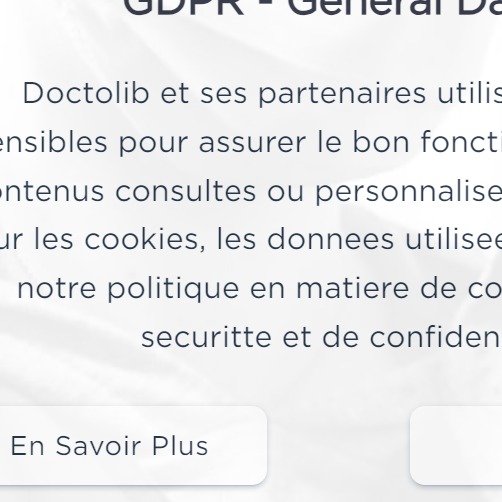 GDPR - General Da
Doctolib et ses partenaires utilis
ensibles pour assurer le bon foncti
ontenus consultes ou personnalise
ur les cookies, les donnees utilisee
notre politique en matiere de co
securitte et de confiden
En Savoir Plus